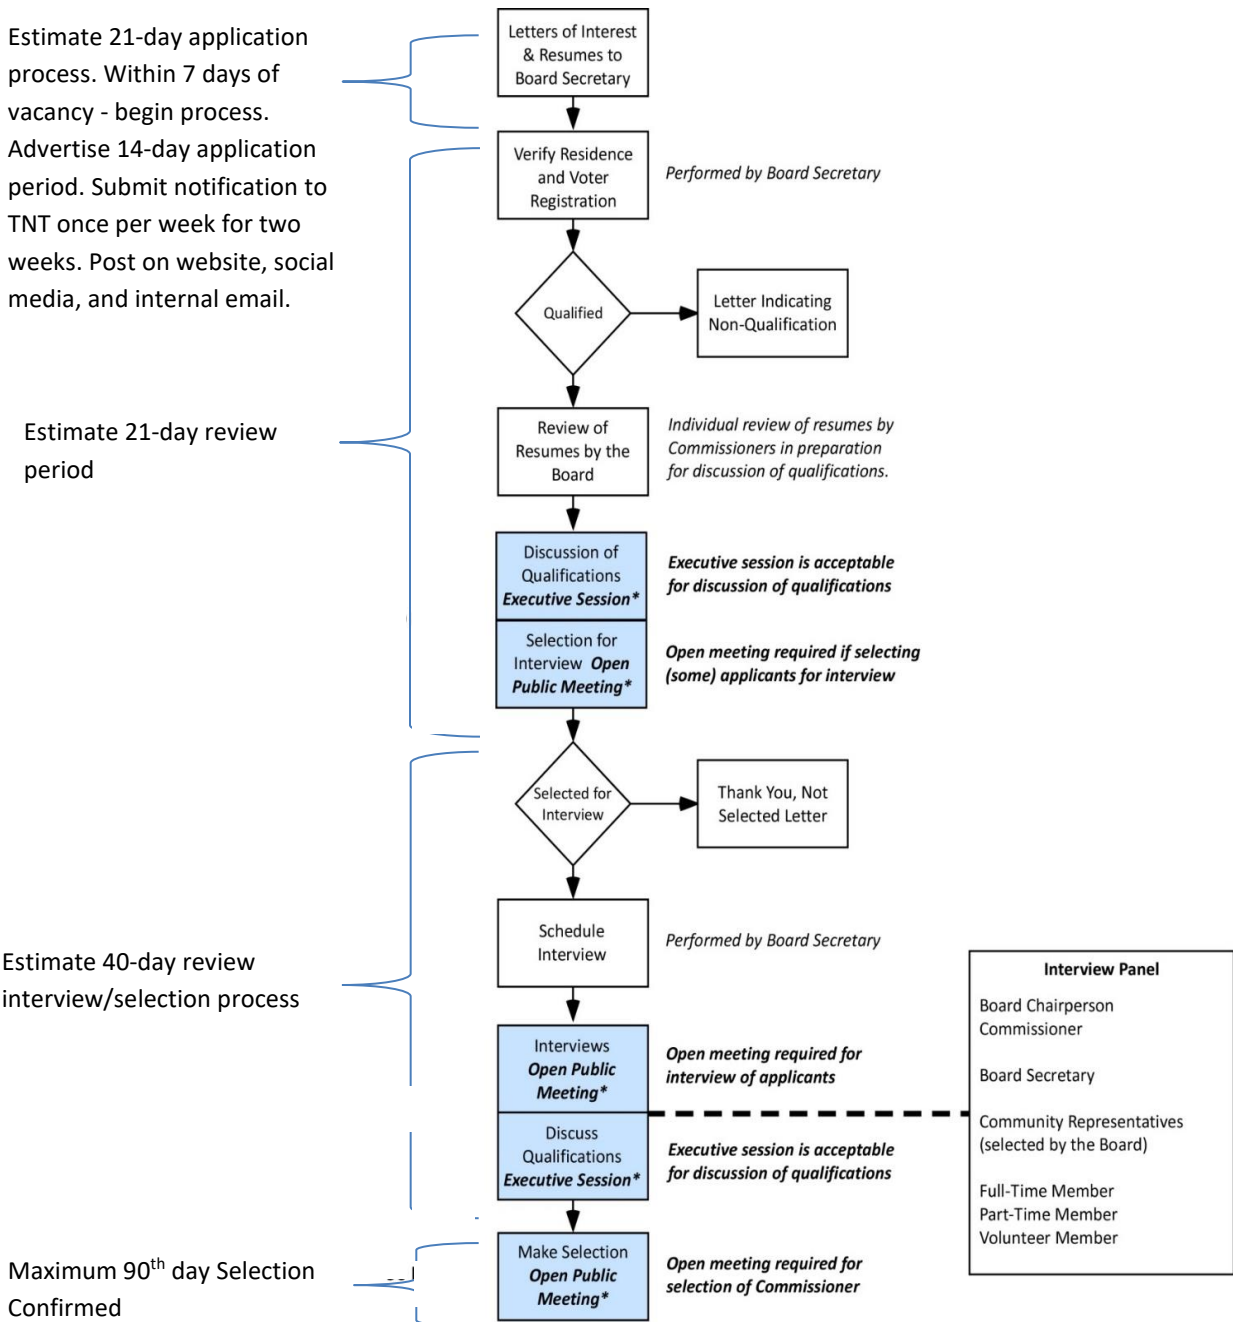 Estimate 21-day application
process. Within 7 days of
vacancy - begin process.
Advertise 14-day application
period. Submit notification to
TNT once per week for two
weeks. Post on website, social
media, and internal email.
Letters of Interest
& Resumes to
Board Secretary
Verify Residence
and Voter
Registration
Performed by Board Secretary
Qualified
Letter Indicating
Non-Qualification
Estimate 21-day review
period
Review of
Resumes by the
Board
Individual review of resumes by
Commissioners in preparation
for discussion of qualifications.
Discussion of
Qualifications
Executive Session*
Executive session is acceptable
for discussion of qualifications
Selection for
Interview Open
Public Meeting*
Open meeting required if selecting
(some) applicants for interview
Selected for
Interview
Thank You, Not
Selected Letter
Estimate 40-day review
interview/selection process
Schedule
Interview
Performed by Board Secretary
Interviews
Open Public
Meeting*
Open meeting required for
interview of applicants
Discuss
Qualifications
Executive Session*
Executive session is acceptable
for discussion of qualifications
Interview Panel
Board Chairperson
Commissioner
Board Secretary
Community Representatives
(selected by the Board)
Full-Time Member
Part-Time Member
Volunteer Member
Maximum 90th day Selection
Confirmed
Make Selection
Open Public
Meeting*
Open meeting required for
selection of Commissioner